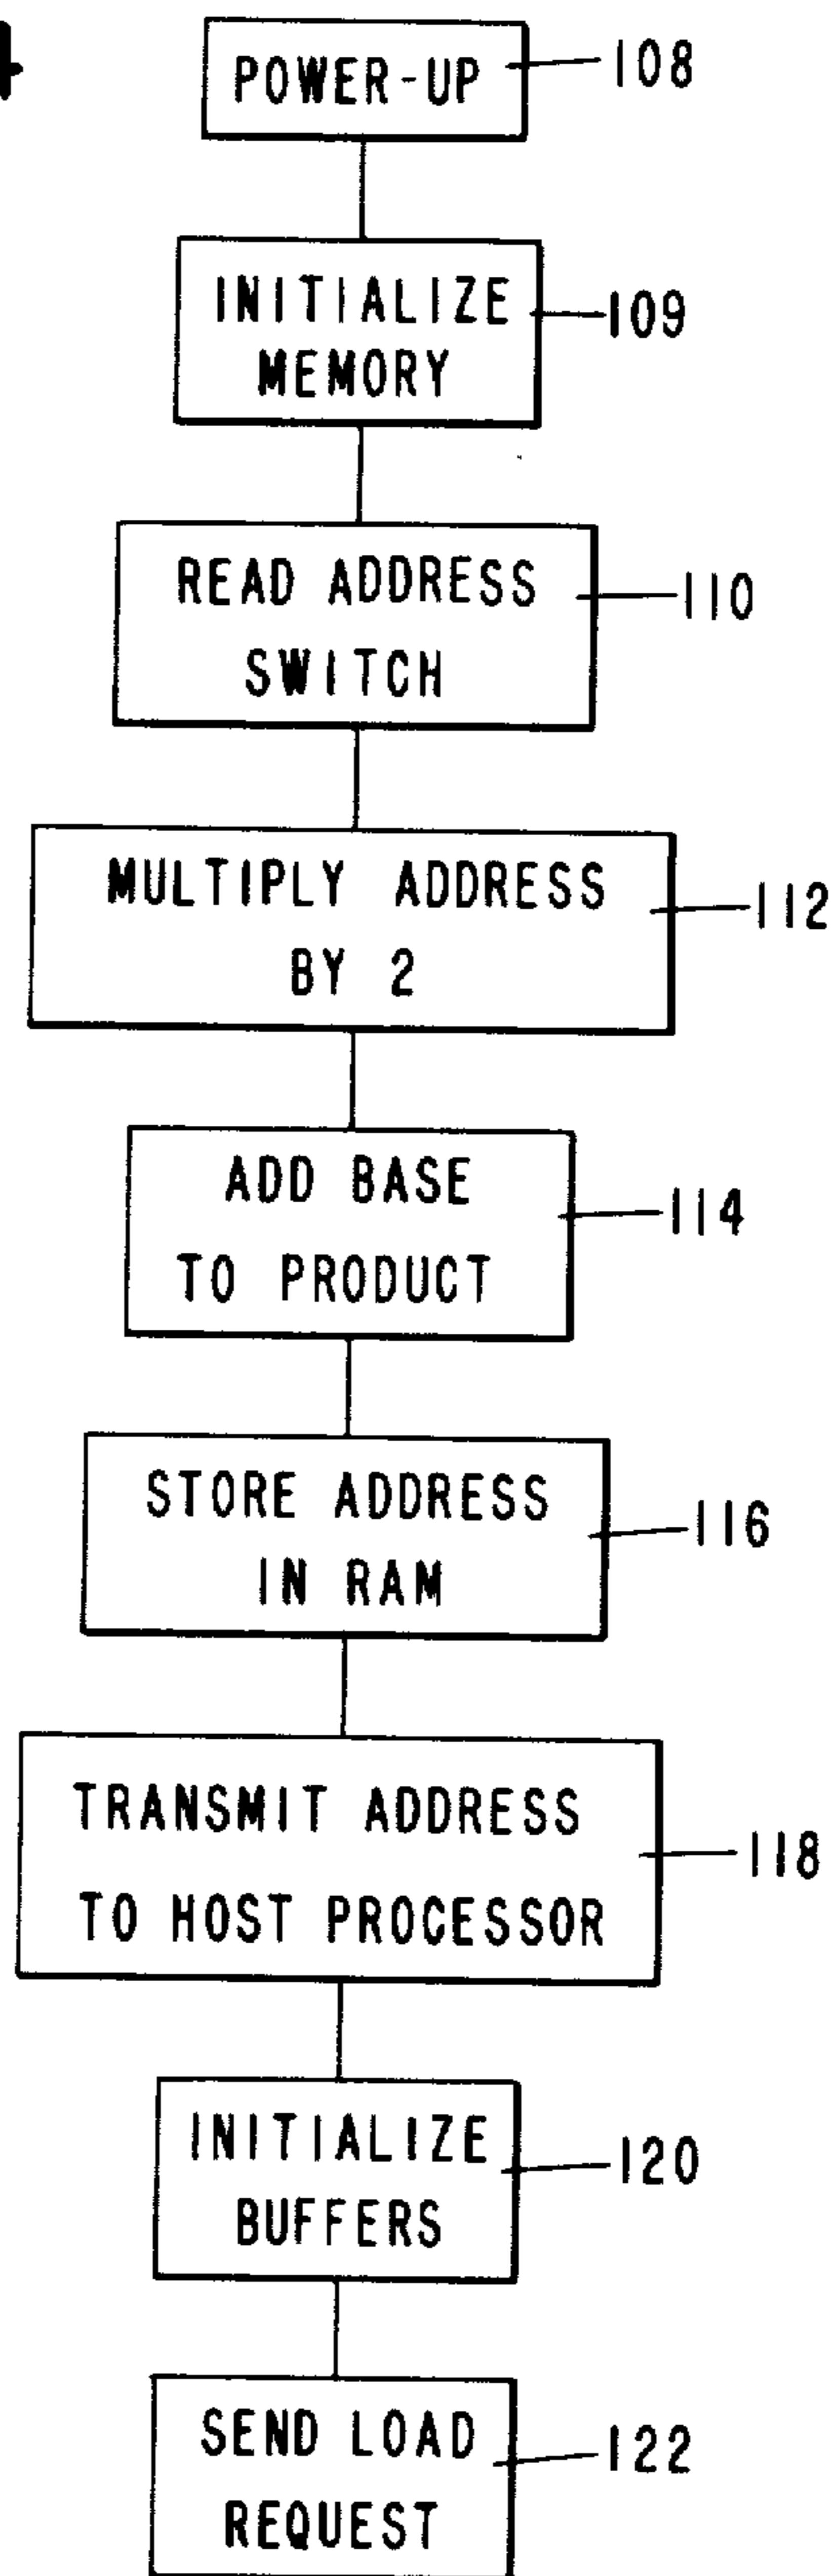 4
POWER-UP 108
INITIALIZE 109
MEMORY
READ ADDRESS 110
SWITCH
MULTIPLY ADDRESS 112
BY 2
ADD BASE 114
TO PRODUCT
STORE ADDRESS 116
IN RAM
TRANSMIT ADDRESS 118
TO HOST PROCESSOR
INITIALIZE 120
BUFFERS
SEND LOAD 122
REQUEST